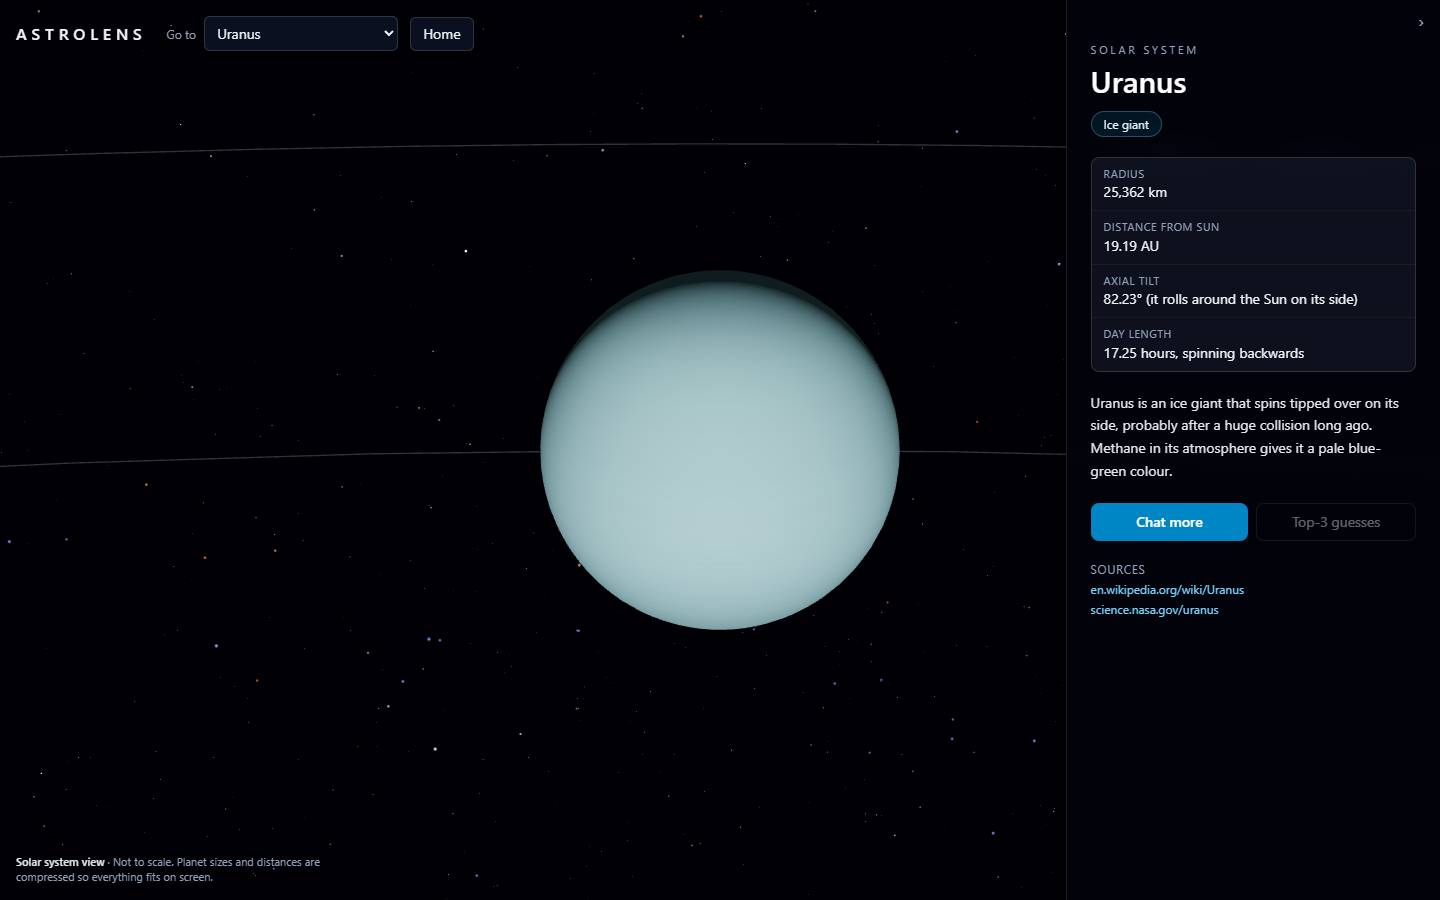 ASTROLENS
Go to
Uranus
Home
›
SOLAR SYSTEM
Uranus
Ice giant
RADIUS
25,362 km
DISTANCE FROM SUN
19.19 AU
AXIAL TILT
82.23° (it rolls around the Sun on its side)
DAY LENGTH
17.25 hours, spinning backwards
Uranus is an ice giant that spins tipped over on its
side, probably after a huge collision long ago.
Methane in its atmosphere gives it a pale blue-
green colour.
Chat more
Top-3 guesses
SOURCES
en.wikipedia.org/wiki/Uranus
science.nasa.gov/uranus
Solar system view · Not to scale. Planet sizes and distances are
compressed so everything fits on screen.